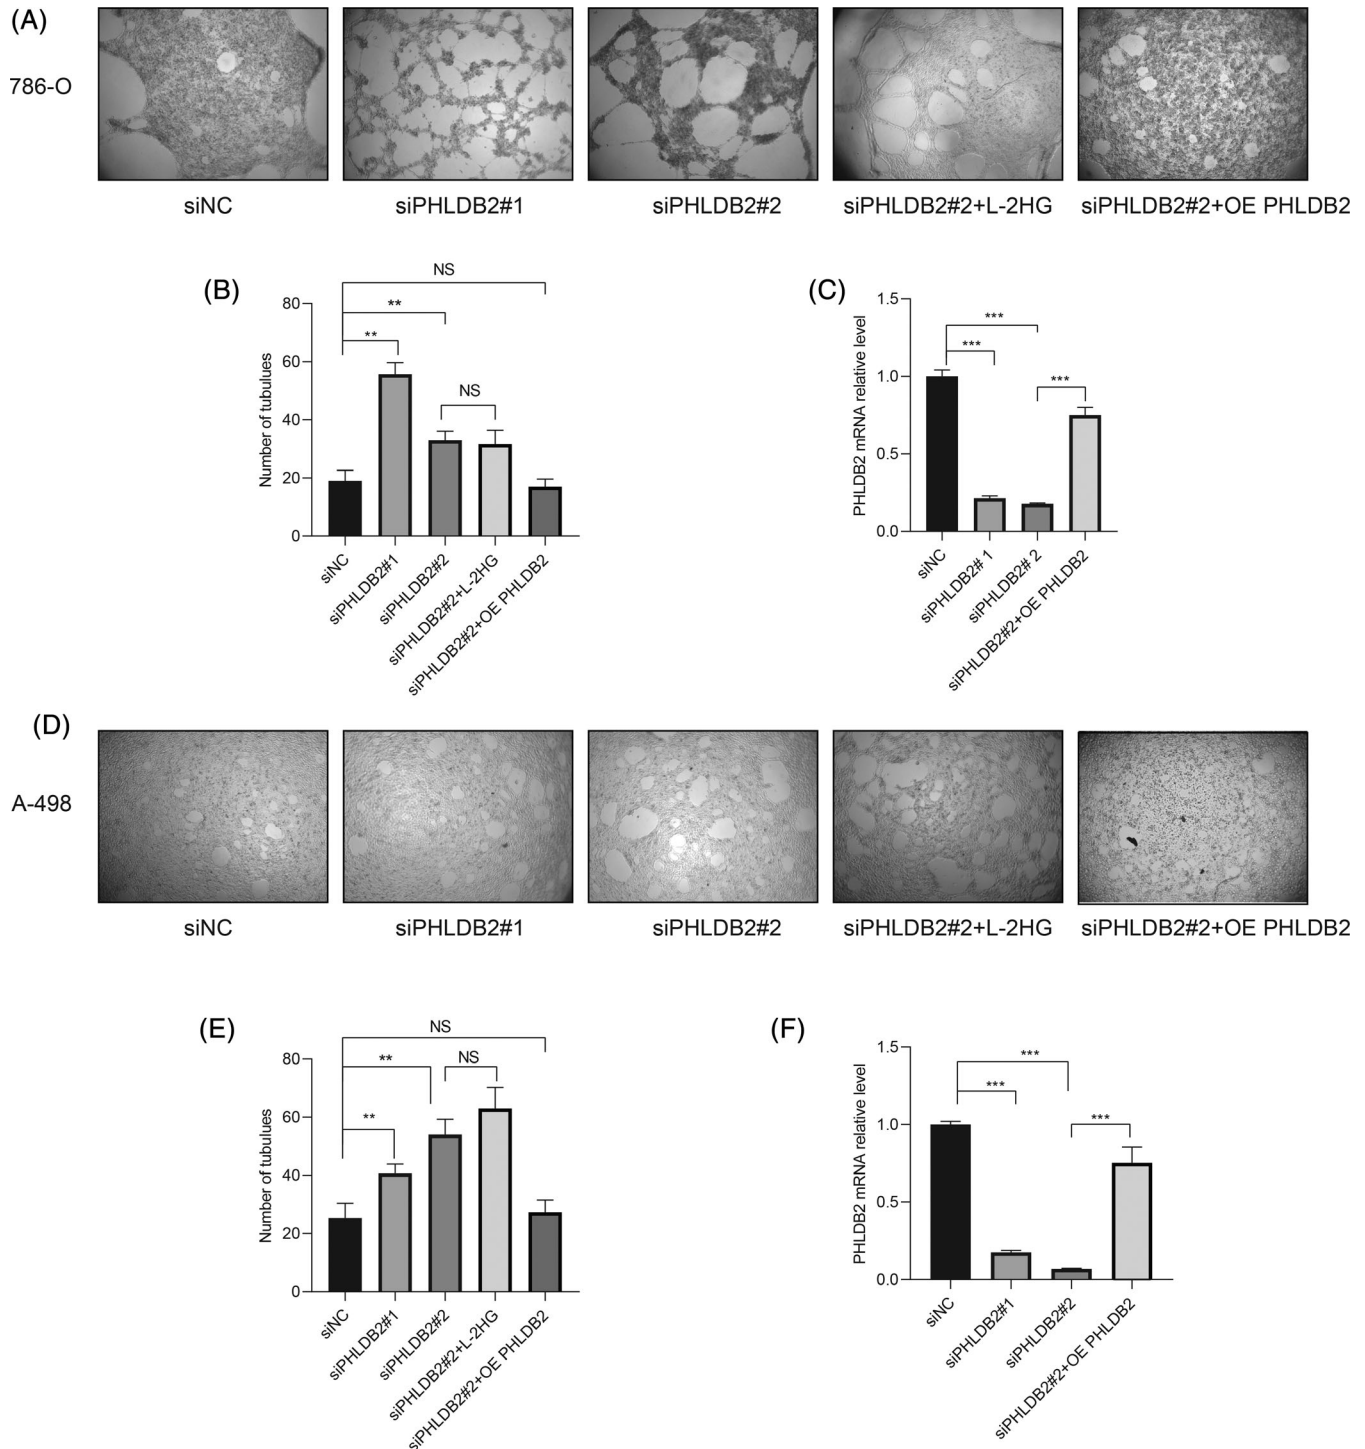 (A)
786-O
siNC
siPHLDB2#1
siPHLDB2#2
siPHLDB2#2+L-2HG
siPHLDB2#2+OE PHLDB2
(B)
NS
**
**
NS
80
60
40
20
0
Number of tubulues
siNC
siPHLDB2#1
siPHLDB2#2
siPHLDB2#2+L-2HG
siPHLDB2#2+OE PHLDB2
(C)
1.5
1.0
0.5
0.0
PHLDB2 mRNA relative level
***
***
***
siNC
siPHLDB2# 1
siPHLDB2# 2
siPHLDB2#2+OE PHLDB2
(D)
A-498
siNC
siPHLDB2#1
siPHLDB2#2
siPHLDB2#2+L-2HG
siPHLDB2#2+OE PHLDB2
(E)
NS
**
NS
**
80
60
40
20
0
Number of tubulues
siNC
siPHLDB2#1
siPHLDB2#2
siPHLDB2#2+L-2HG
siPHLDB2#2+OE PHLDB2
(F)
1.5
1.0
0.5
0.0
PHLDB2 mRNA relative level
***
***
***
siNC
siPHLDB2#1
siPHLDB2#2
siPHLDB2#2+OE PHLDB2